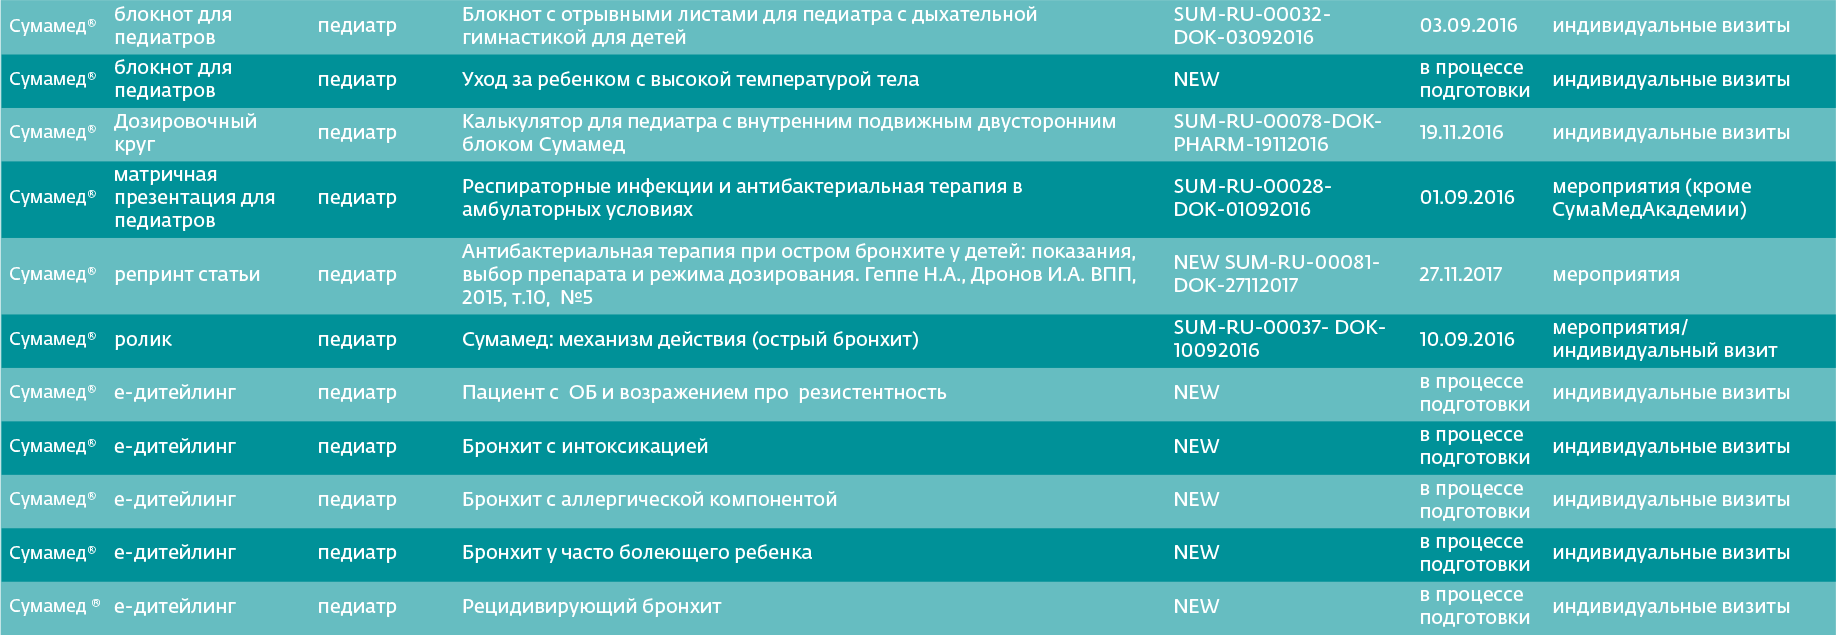 Сумамед®
блокнот для
педиатров
педиатр
Блокнот с отрывными листами для педиатра с дыхательной
гимнастикой для детей
SUM-RU-00032-
DOK-03092016
03.09.2016
индивидуальные визиты
Сумамед®
блокнот для
педиатров
педиатр
Уход за ребенком с высокой температурой тела
NEW
в процессе
подготовки
индивидуальные визиты
Сумамед®
Дозировочный
круг
педиатр
Калькулятор для педиатра с внутренним подвижным двусторонним
блоком Сумамед
SUM-RU-00078-DOK-
PHARM-19112016
19.11.2016
индивидуальные визиты
Сумамед®
матричная
презентация для
педиатров
педиатр
Респираторные инфекции и антибактериальная терапия в
амбулаторных условиях
SUM-RU-00028-
DOK-01092016
01.09.2016
мероприятия (кроме
СумаМедАкадемии)
Сумамед®
репринт статьи
педиатр
Антибактериальная терапия при остром бронхите у детей: показания,
выбор препарата и режима дозирования. Геппе Н.А., Дронов И.А. ВПП,
2015, т.10, №5
NEW SUM-RU-00081-
DOK-27112017
27.11.2017
мероприятия
Сумамед®
ролик
педиатр
Сумамед: механизм действия (острый бронхит)
SUM-RU-00037- DOK-
10092016
10.09.2016
мероприятия/
индивидуальный визит
Сумамед®
е-дитейлинг
педиатр
Пациент с ОБ и возражением про резистентность
NEW
в процессе
подготовки
индивидуальные визиты
Сумамед®
е-дитейлинг
педиатр
Бронхит с интоксикацией
NEW
в процессе
подготовки
индивидуальные визиты
Сумамед®
е-дитейлинг
педиатр
Бронхит с аллергической компонентой
NEW
в процессе
подготовки
индивидуальные визиты
Сумамед®
е-дитейлинг
педиатр
Бронхит у часто болеющего ребенка
NEW
в процессе
подготовки
индивидуальные визиты
Сумамед ®
е-дитейлинг
педиатр
Рецидивирующий бронхит
NEW
в процессе
подготовки
индивидуальные визиты